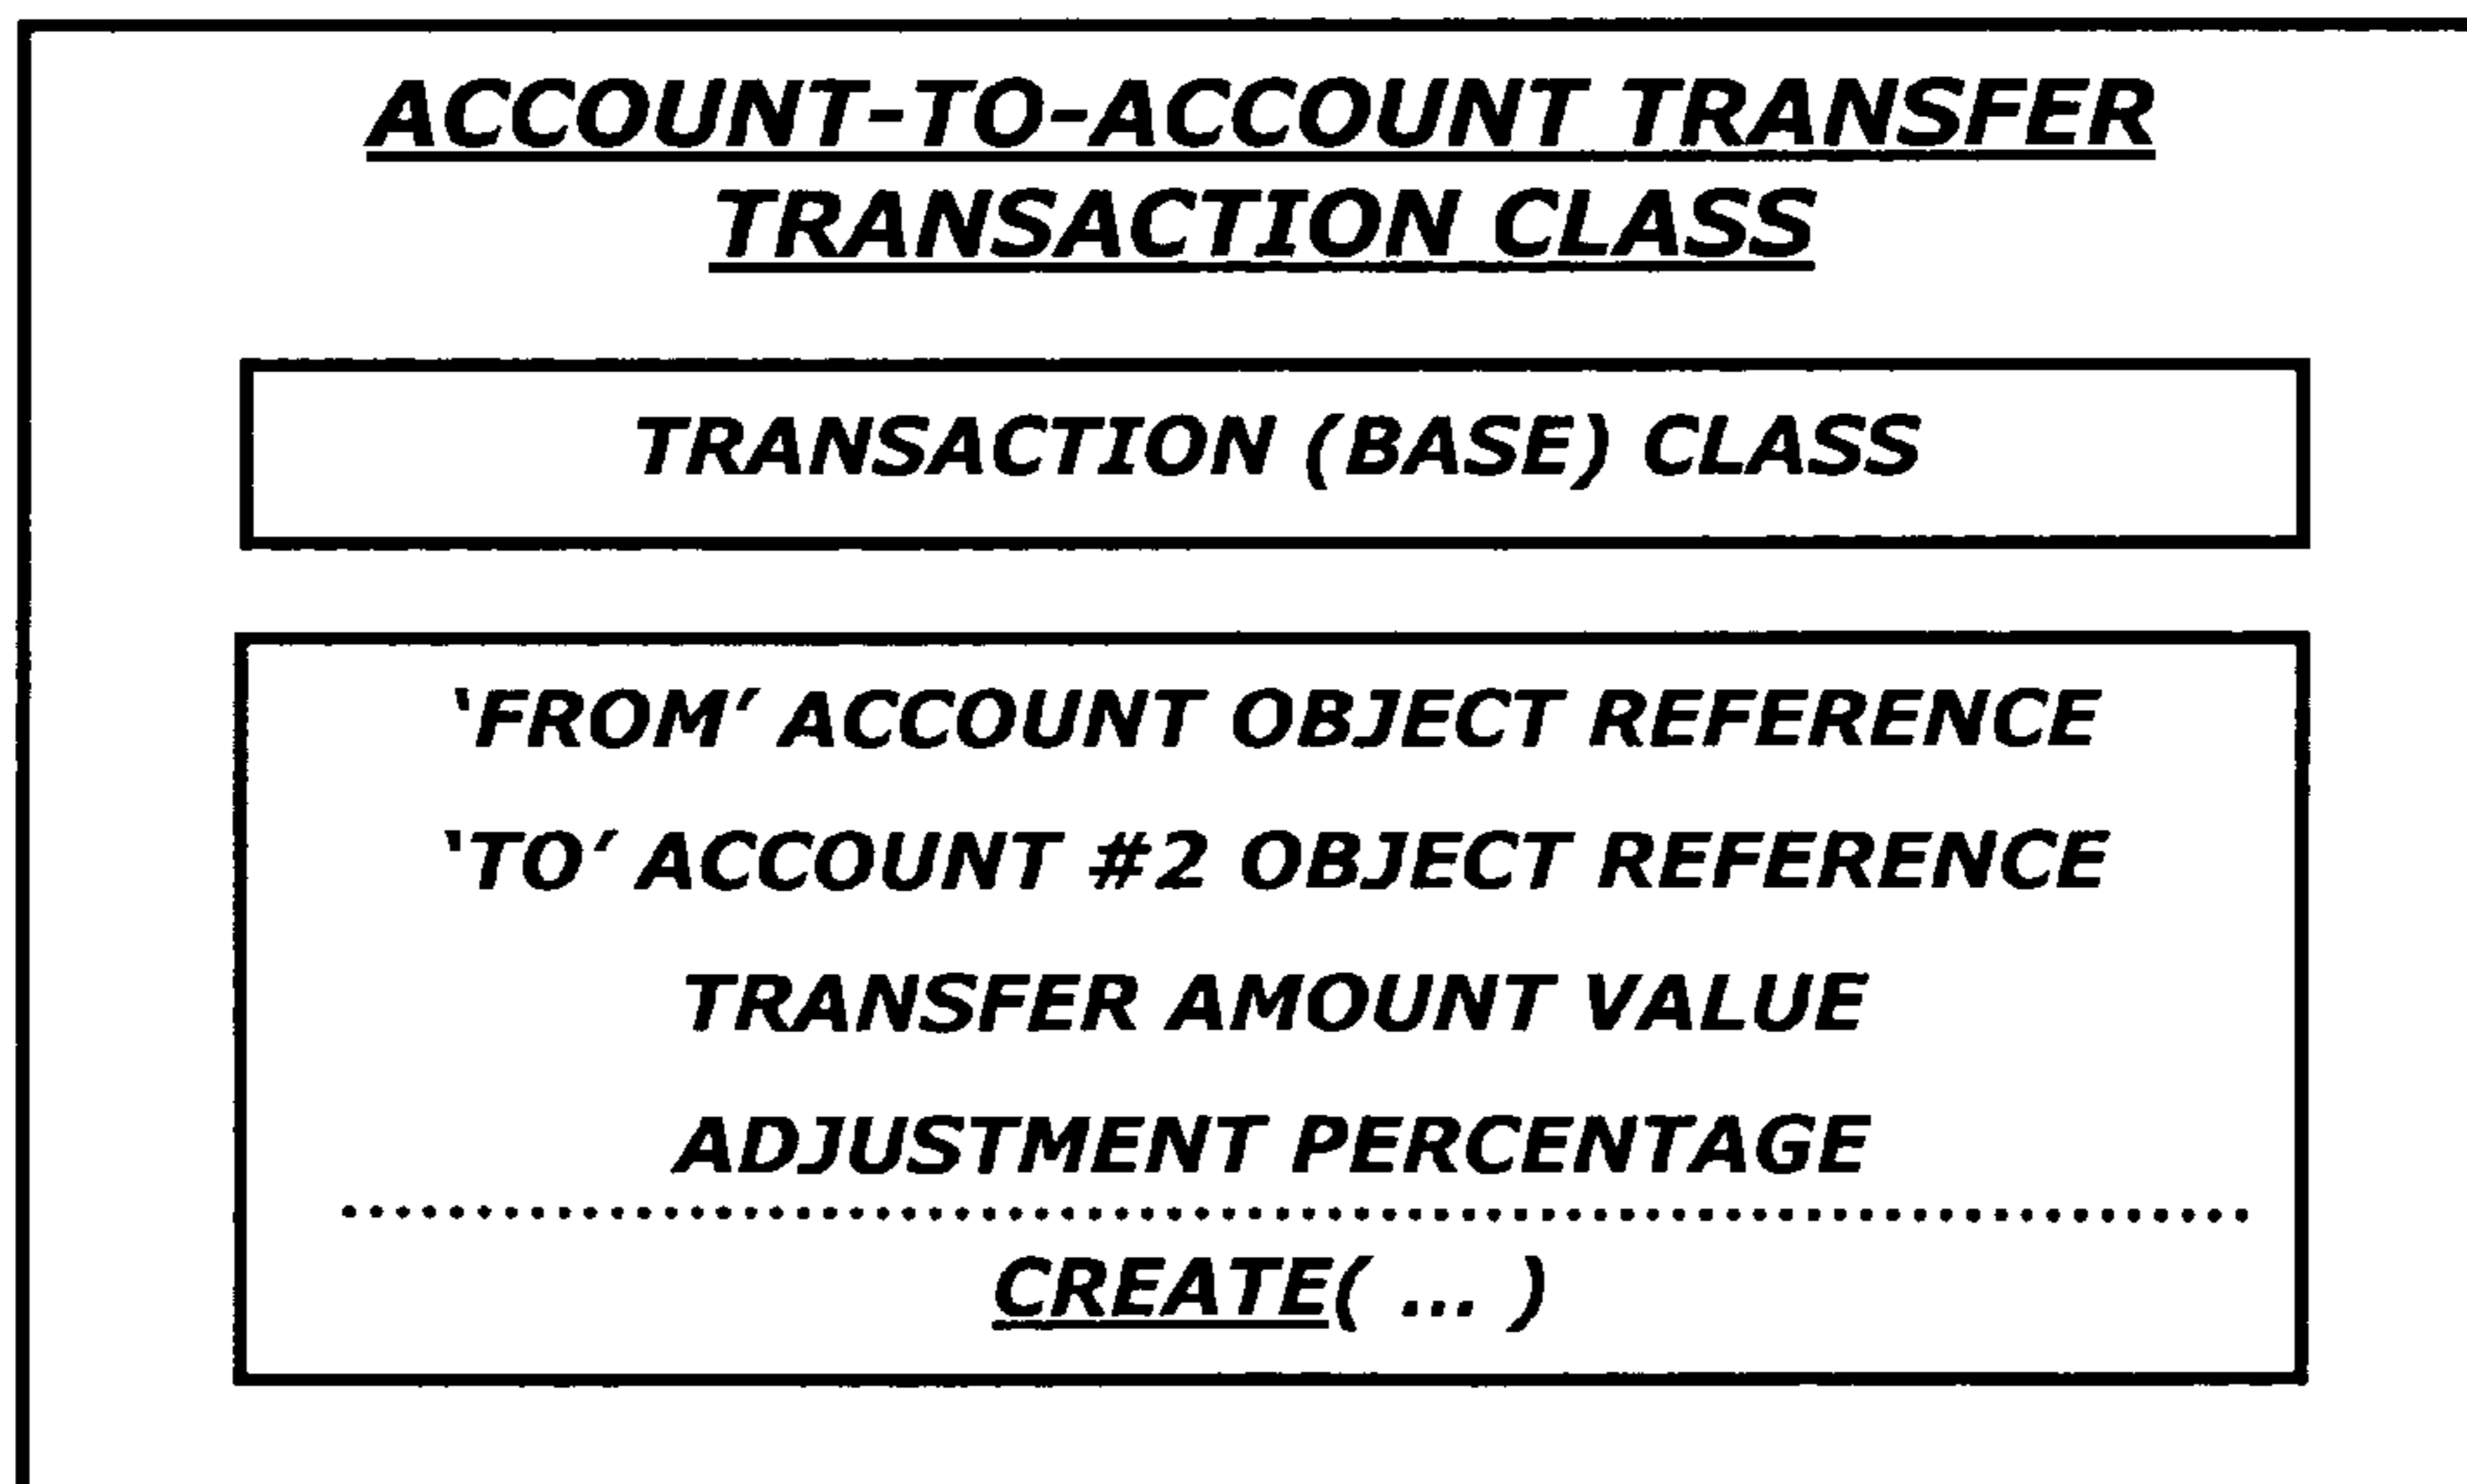 ACCOUNT-TO-ACCOUNT TRANSFER
TRANSACTION CLASS
TRANSACTION (BASE) CLASS
‘FROM’ ACCOUNT OBJECT REFERENCE
‘TO’ ACCOUNT #2 OBJECT REFERENCE
TRANSFER AMOUNT VALUE
ADJUSTMENT PERCENTAGE
CREATE( ... )